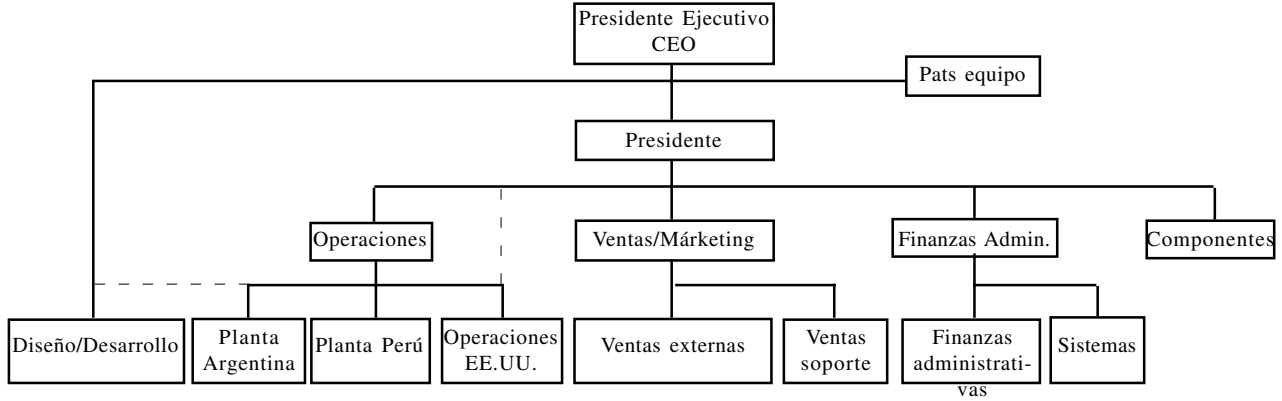 Presidente Ejecutivo
CEO
Pats equipo
Presidente
Operaciones
Ventas/Márketing
Finanzas Admin.
Componentes
Diseño/Desarrollo
Planta
Argentina
Planta Perú
Operaciones
EE.UU.
Ventas externas
Ventas
soporte
Finanzas
administrati-
vas
Sistemas